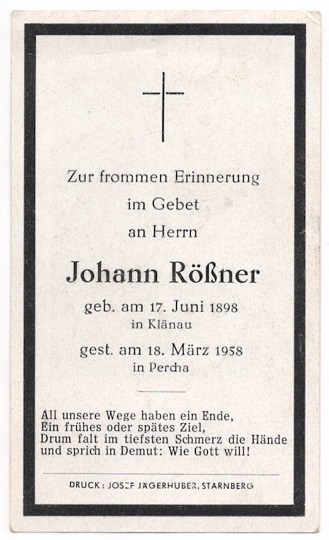 Zur frommen Erinnerung
im Gebet
an Herrn
Johann Rößner
geb. am 17. Juni 1898
in Klänau
gest. am 18. März 1958
in Percha
All unsere Wege haben ein Ende,
Ein frühes oder spätes Ziel,
Drum falt im tiefsten Schmerz die Hände
und sprich in Demut: Wie Gott will!
DRUCK: JOSEF JÄGERHUBER, STARNBERG